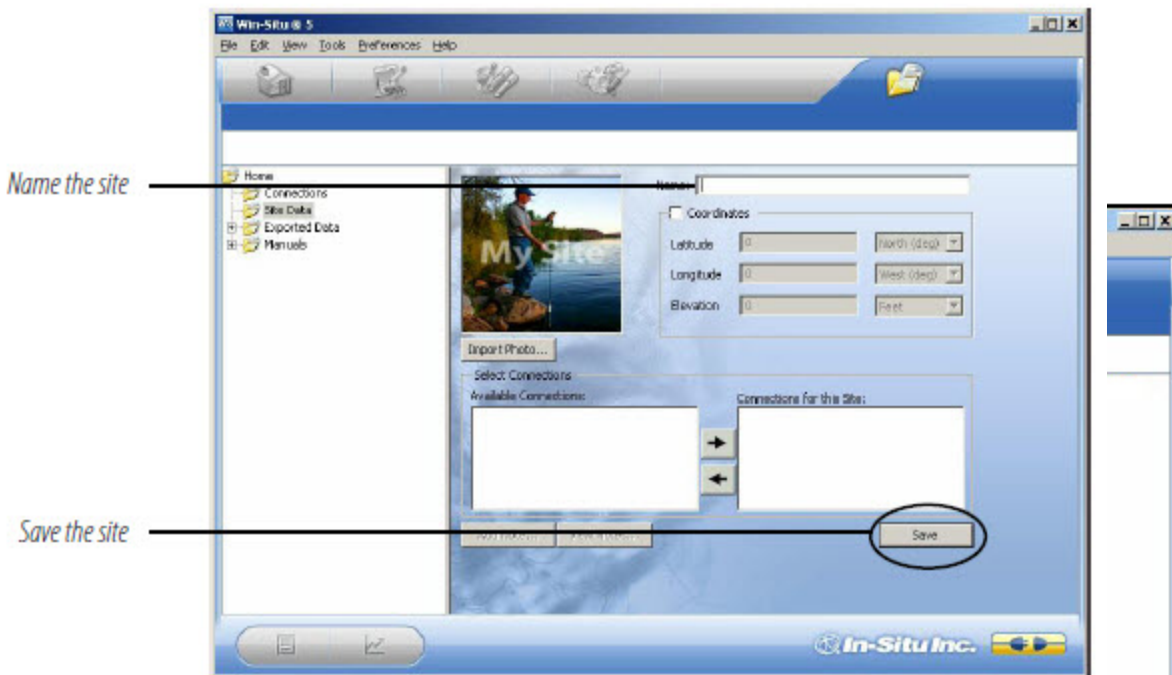 Win-Situ ® 5
File Edit View Tools Preferences Help
Home
Connections
Site Data
Exported Data
Manuals
Name the site
My Site
Name:
Coordinates
Latitude 0 North (deg)
Longitude 0 West (deg)
Elevation 0 Feet
Import Photo...
Select Connections
Available Connections:
Connections for this Site:
Save the site
Add Note...
Save
In-Situ Inc.